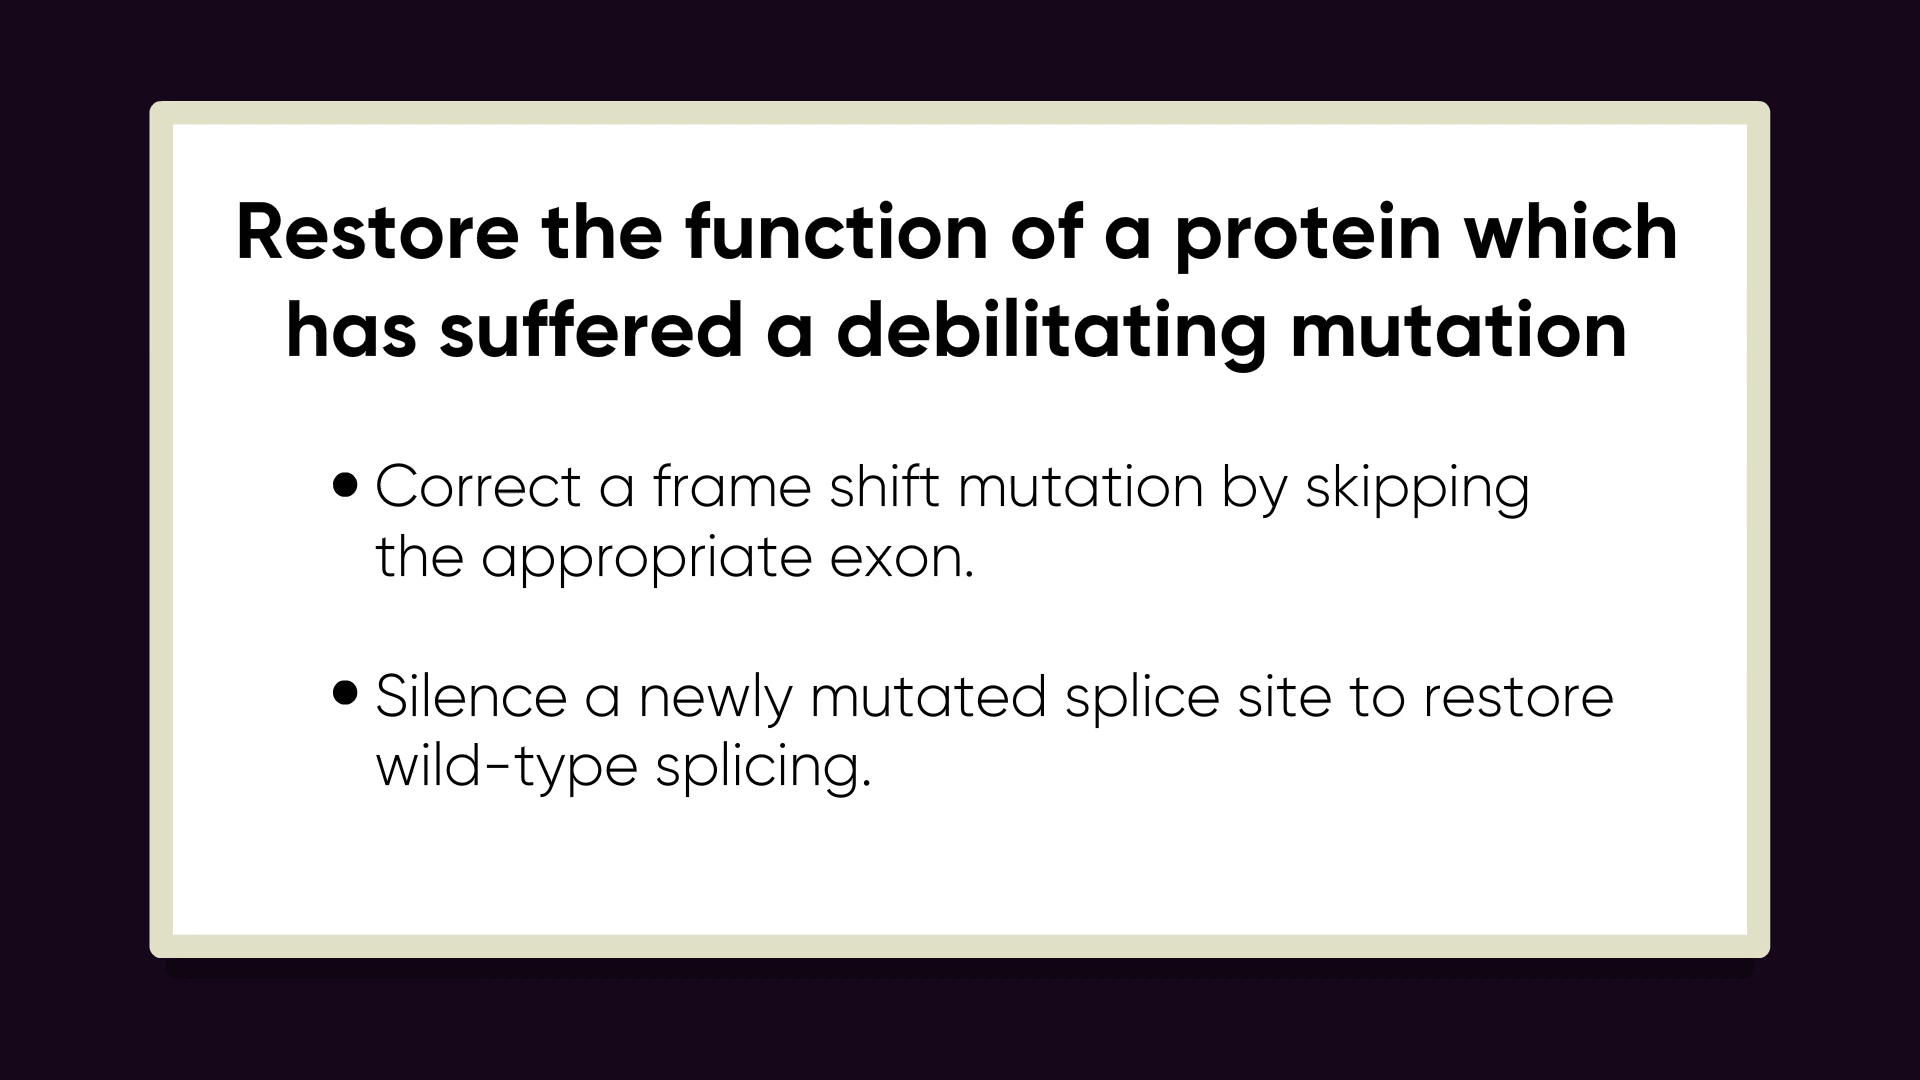 Restore the function of a protein which
has suffered a debilitating mutation
• Correct a frame shift mutation by skipping
the appropriate exon.
• Silence a newly mutated splice site to restore
wild-type splicing.